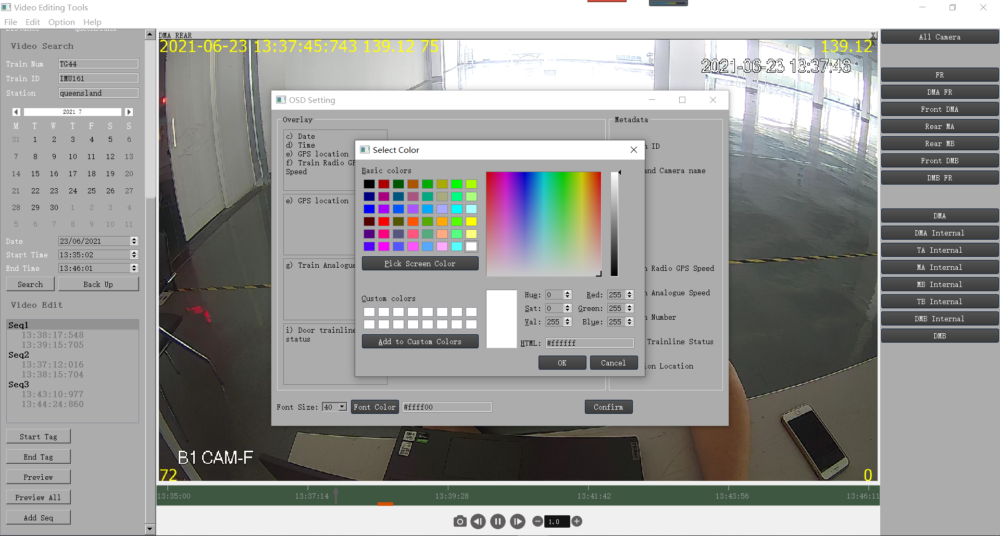 Video Editing Tools
File Edit Option Help
Distance queensland
Video Search
Train Num TG44
Train ID IMU161
Station queensland
2021 7
M T W T F S S
31 1 2 3 4 5 6
7 8 9 10 11 12 13
14 15 16 17 18 19 20
21 22 23 24 25 26 27
28 29 30 1 2 3 4
5 6 7 8 9 10 11
Date 23/06/2021
Start Time 13:35:02
End Time 13:46:01
Search Back Up
Video Edit
Seq1
13:38:17:548
13:39:15:705
Seq2
13:37:12:016
13:38:15:704
Seq3
13:43:10:977
13:44:24:860
Start Tag
End Tag
Preview
Preview All
Add Seq
DMA REAR X
2021-06-23 13:37:45:743 139.12 75 139.12
2021-06-23 13:37:46
OSD Setting
Overlay
c) Date
d) Time
e) GPS location
f) Train Radio GP
Speed
e) GPS location
g) Train Analogue
i) Door trainline
status
Metadata
n ID
and Camera name
n Radio GPS Speed
n Analogue Speed
n Number
Trainline Status
ion Location
Font Size: 40 Font Color #ffff00 Confirm
Select Color
Basic colors
Pick Screen Color
Custom colors
Add to Custom Colors
Hue: 0 Red: 255
Sat: 0 Green: 255
Val: 255 Blue: 255
HTML: #ffffff
OK Cancel
B1 CAM-F
72 0
13:35:00 13:37:14 13:39:28 13:41:42 13:43:56 13:46:11
1.0
All Camera
FR
DMA FR
Front DMA
Rear MA
Rear MB
Front DMB
DMB FR
DMA
DMA Internal
TA Internal
MA Internal
MB Internal
TB Internal
DMB Internal
DMB